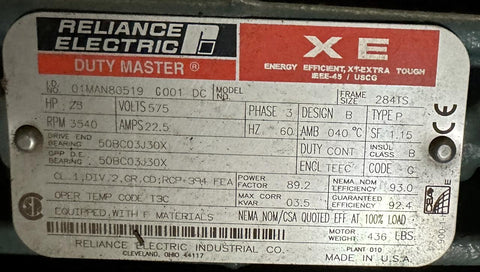 RELIANCE ELECTRIC
DUTY MASTER ®
XE
ENERGY EFFICIENT, XT-EXTRA TOUGH
IEEE-45 / USCG
I.D. NO. 01MAN80519 G001 DC MODEL NO. FRAME 284TS
HP. 28 VOLTS 575 PHASE 3 DESIGN B TYPE P
RPM 3540 AMPS 22.5 HZ. 60 AMB 040 °C SF 1.15
DRIVE END BEARING 50BC03J30X DUTY CONT INSUL CLASS B
OPP D.E. BEARING 50BC03J30X ENCL TEFC CODE G
CL.1,DIV.2,GR.CD;RCP+394 FEA POWER FACTOR 89.2 NEMA NOM EFFICIENCY 93.0
OPER TEMP CODE T3C MAX CORR KVAR 03.5 GUARANTEED EFFICIENCY 92.4
EQUIPPED WITH F MATERIALS NEMA NOM/CSA QUOTED EFF AT 100% LOAD
MOTOR WEIGHT 436 LBS
RELIANCE ELECTRIC INDUSTRIAL CO. PLANT 010
CLEVELAND, OHIO 44117